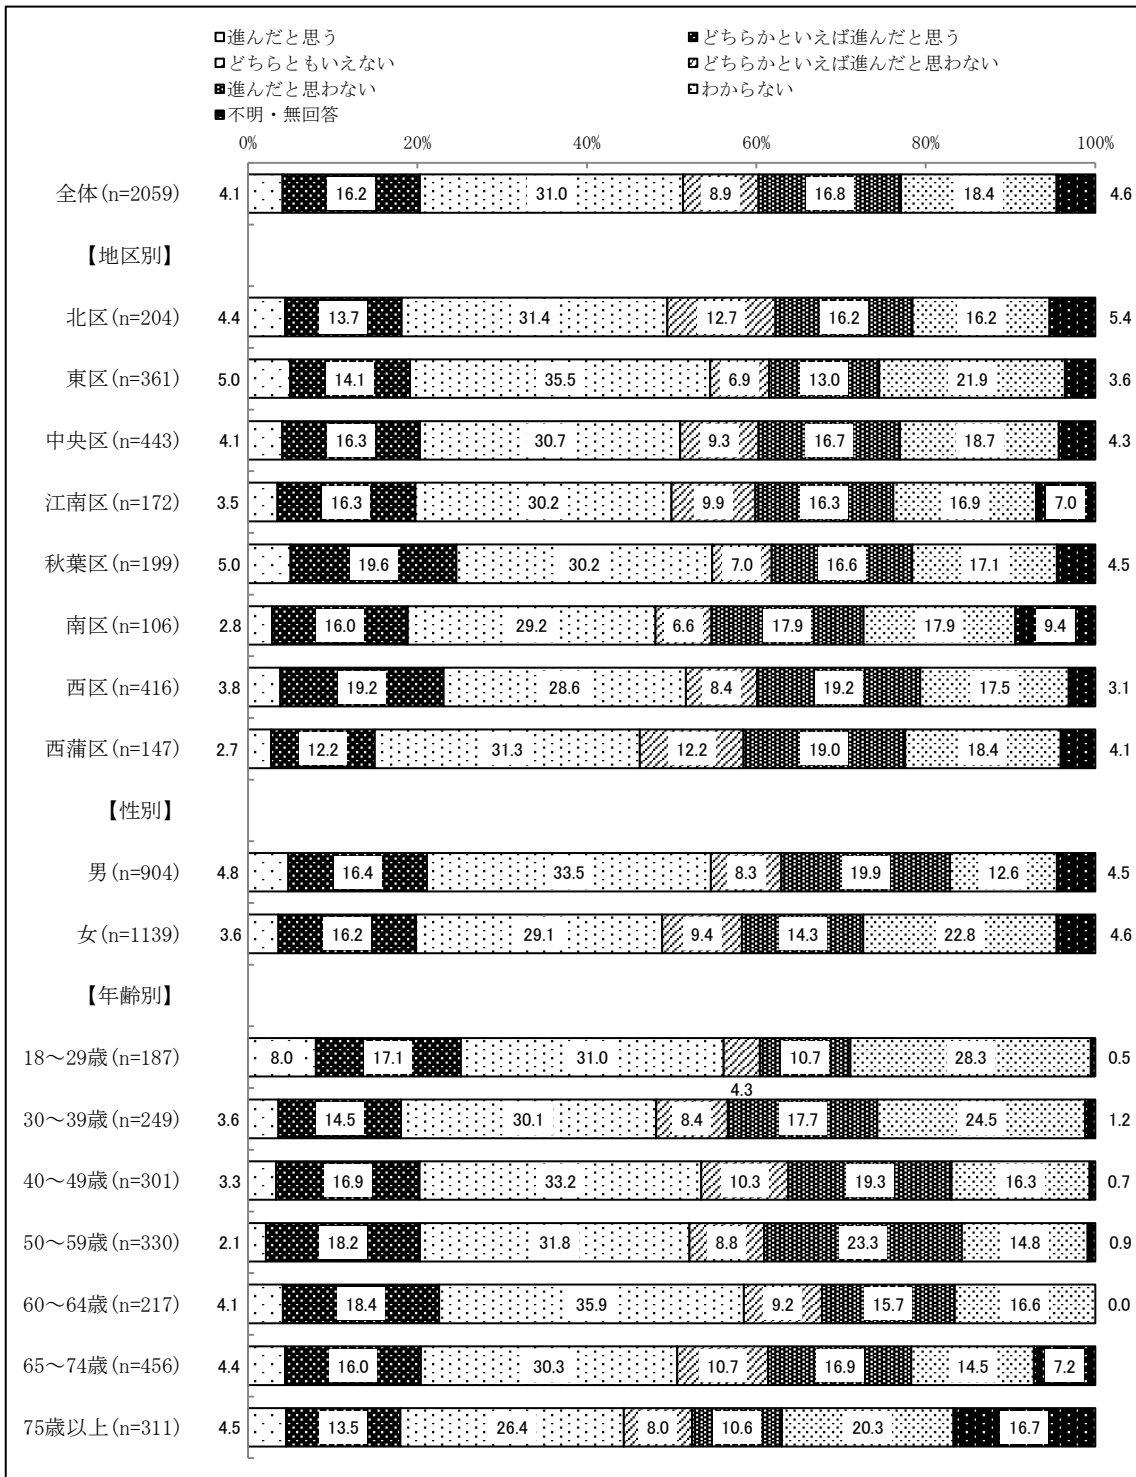 □進んだと思う ■どちらかといえば進んだと思う
□どちらともいえない どちらかといえば進んだと思わない
進んだと思わない わからない
■不明・無回答
0% 20% 40% 60% 80% 100%
全体(n=2059) 4.1 16.2 31.0 8.9 16.8 18.4 4.6
【地区別】
北区(n=204) 4.4 13.7 31.4 12.7 16.2 16.2 5.4
東区(n=361) 5.0 14.1 35.5 6.9 13.0 21.9 3.6
中央区(n=443) 4.1 16.3 30.7 9.3 16.7 18.7 4.3
江南区(n=172) 3.5 16.3 30.2 9.9 16.3 16.9 7.0
秋葉区(n=199) 5.0 19.6 30.2 7.0 16.6 17.1 4.5
南区(n=106) 2.8 16.0 29.2 6.6 17.9 17.9 9.4
西区(n=416) 3.8 19.2 28.6 8.4 19.2 17.5 3.1
西蒲区(n=147) 2.7 12.2 31.3 12.2 19.0 18.4 4.1
【性別】
男(n=904) 4.8 16.4 33.5 8.3 19.9 12.6 4.5
女(n=1139) 3.6 16.2 29.1 9.4 14.3 22.8 4.6
【年齢別】
18～29歳(n=187) 8.0 17.1 31.0 10.7 28.3 0.5
4.3
30～39歳(n=249) 3.6 14.5 30.1 8.4 17.7 24.5 1.2
40～49歳(n=301) 3.3 16.9 33.2 10.3 19.3 16.3 0.7
50～59歳(n=330) 2.1 18.2 31.8 8.8 23.3 14.8 0.9
60～64歳(n=217) 4.1 18.4 35.9 9.2 15.7 16.6 0.0
65～74歳(n=456) 4.4 16.0 30.3 10.7 16.9 14.5 7.2
75歳以上(n=311) 4.5 13.5 26.4 8.0 10.6 20.3 16.7